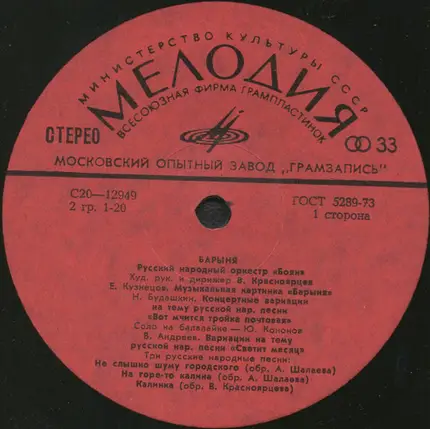 МИНИСТЕРСТВО КУЛЬТУРЫ СССР
МЕЛОДИЯ
ВСЕСОЮЗНАЯ ФИРМА ГРАМПЛАСТИНОК
СТЕРЕО
33
МОСКОВСКИЙ ОПЫТНЫЙ ЗАВОД „ГРАМЗАПИСЬ"
С20—12949
2 гр. 1-20
ГОСТ 5289-73
1 сторона
БАРЫНЯ
Русский народный оркестр «Боян»
Худ. рук. и дирижер В. Красноярцев
Е. Кузнецов. Музыкальная картинка «Барыня»
Н. Будашкин. Концертные вариации
на тему русской нар. песни
«Вот мчится тройка почтовая»
Соло на балалайке — Ю. Кононов
В. Андреев. Вариации на тему
русской нар. песни «Светит месяц»
Три русские народные песни:
Не слышно шуму городского (обр. А. Шалаева)
На горе-то калина (обр. А. Шалаева)
Калинка (обр. В. Красноярцева)